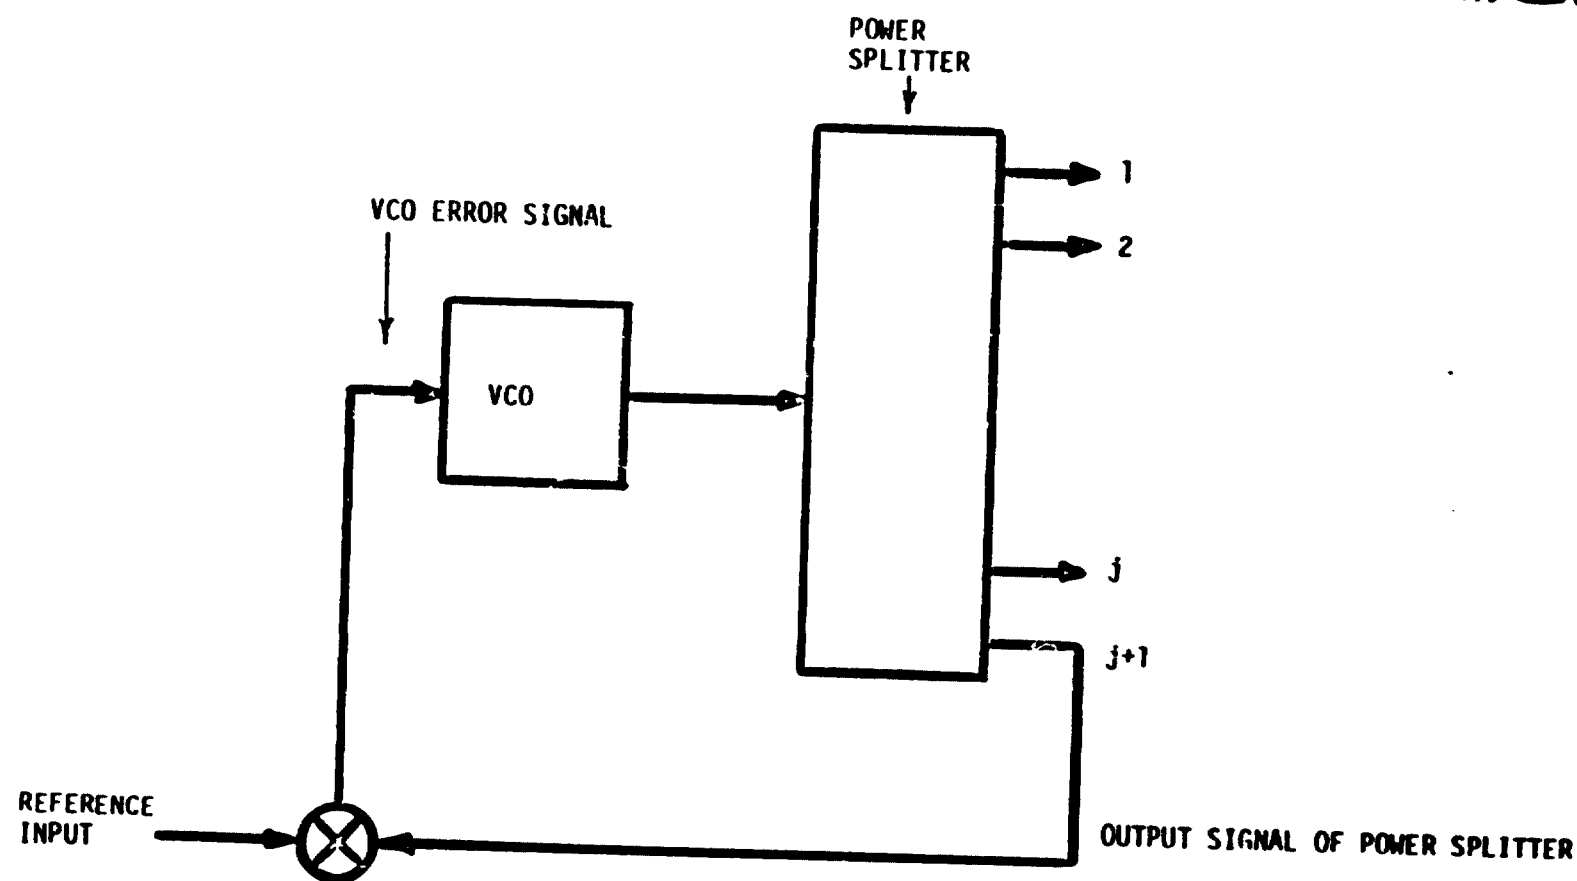 POWER
SPLITTER
1
2
VCO ERROR SIGNAL
VCO
j
j+1
REFERENCE
INPUT
OUTPUT SIGNAL OF POWER SPLITTER